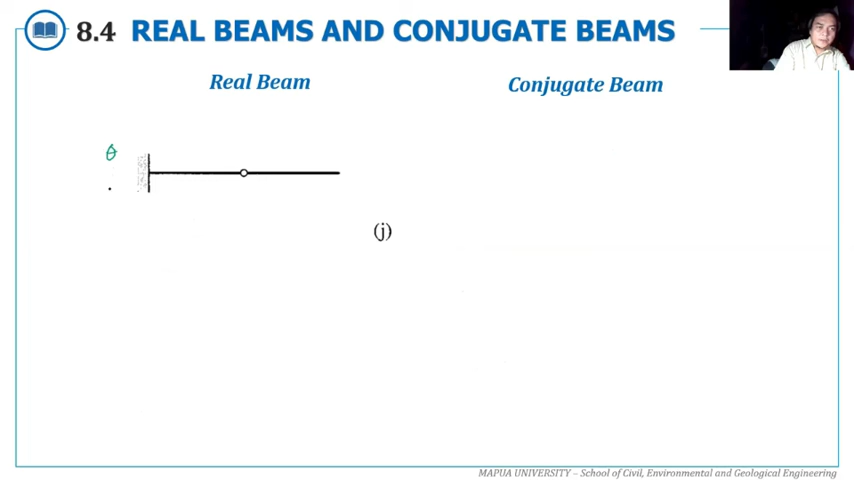 8.4 REAL BEAMS AND CONJUGATE BEAMS
Real Beam
Conjugate Beam
θ
(j)
MAPUA UNIVERSITY – School of Civil, Environmental and Geological Engineering